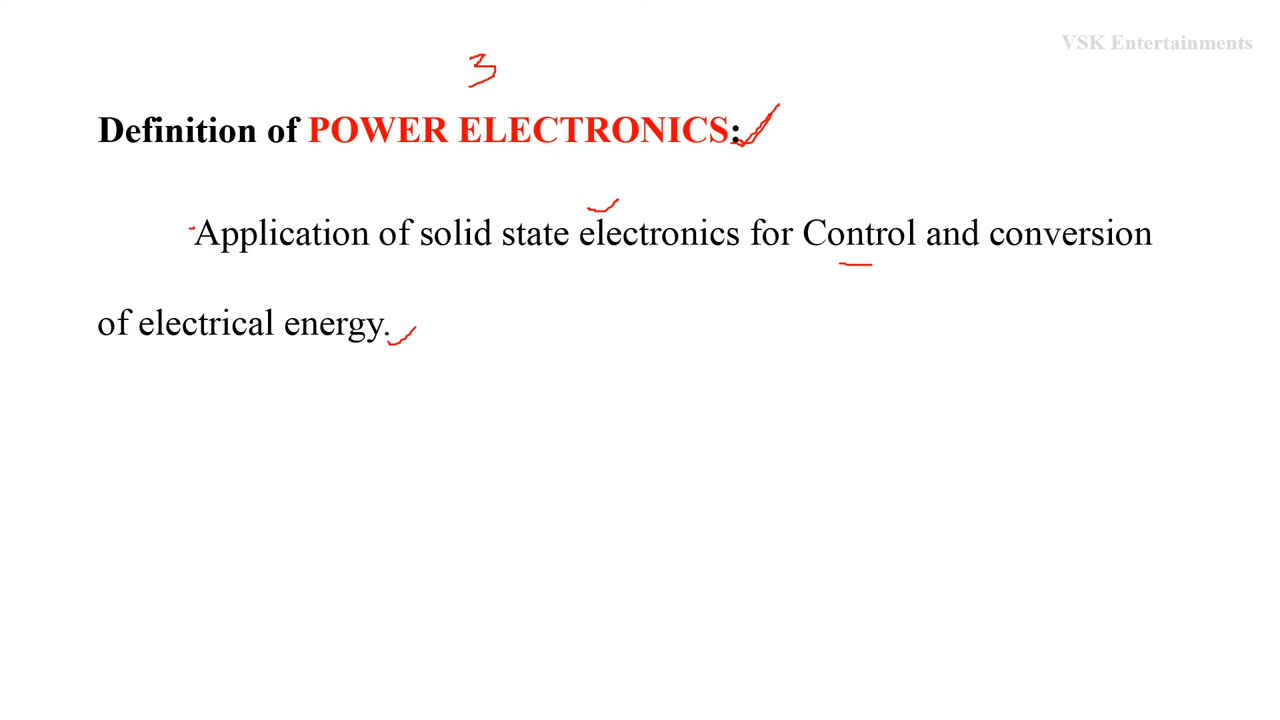 VSK Entertainments
3
Definition of POWER ELECTRONICS:
Application of solid state electronics for Control and conversion
of electrical energy.